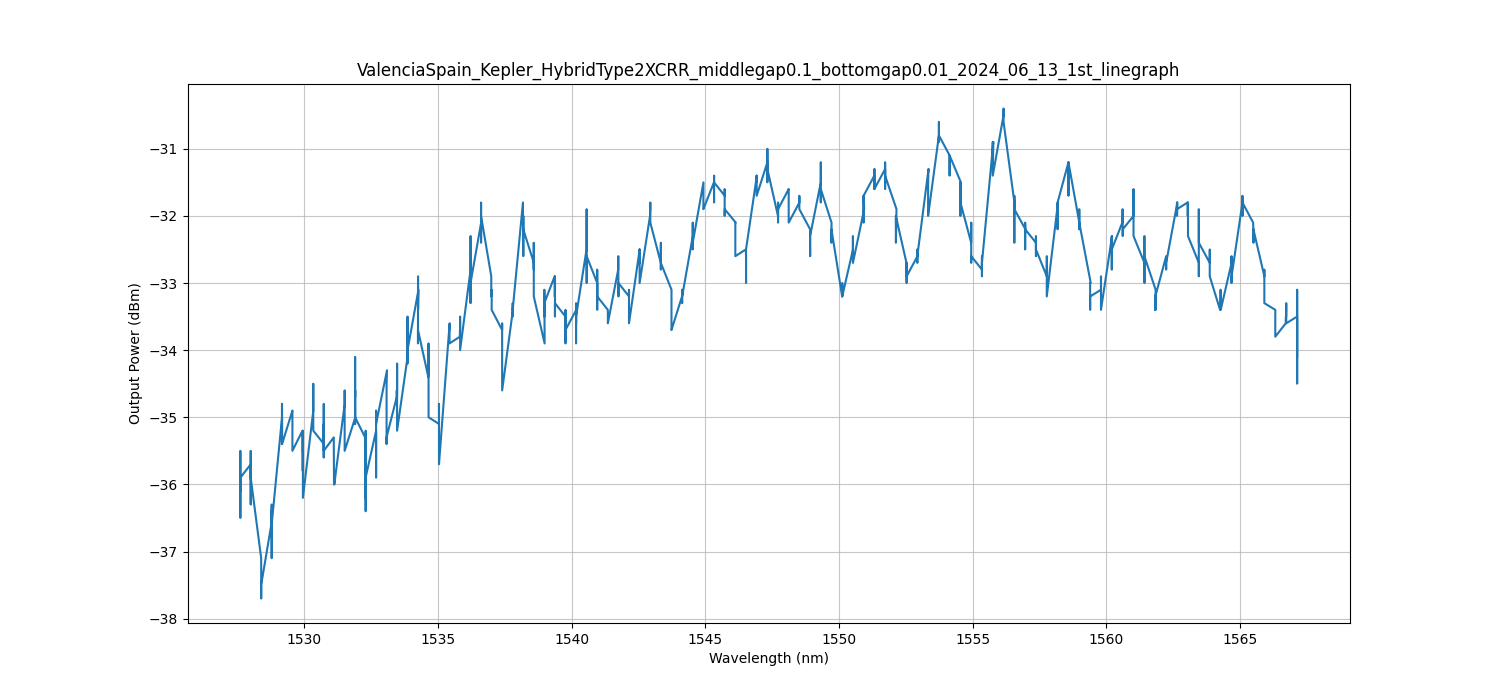 ValenciaSpain_Kepler_HybridType2XCRR_middlegap0.1_bottomgap0.01_2024_06_13_1st_linegraph
Output Power (dBm)
−31
−32
−33
−34
−35
−36
−37
−38
1530 1535 1540 1545 1550 1555 1560 1565
Wavelength (nm)